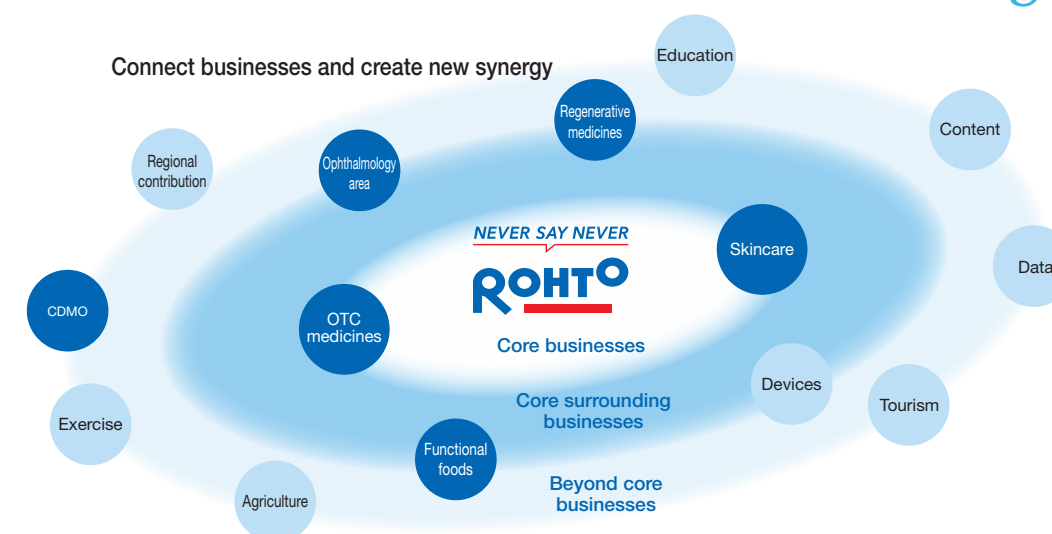 Connect businesses and create new synergy
Education
Regenerative
medicines
Content
Regional
contribution
Ophthalmology
area
NEVER SAY NEVER
ROHTO
Skincare
Data
CDMO
OTC
medicines
Core businesses
Devices
Core surrounding
businesses
Tourism
Exercise
Functional
foods
Beyond core
businesses
Agriculture